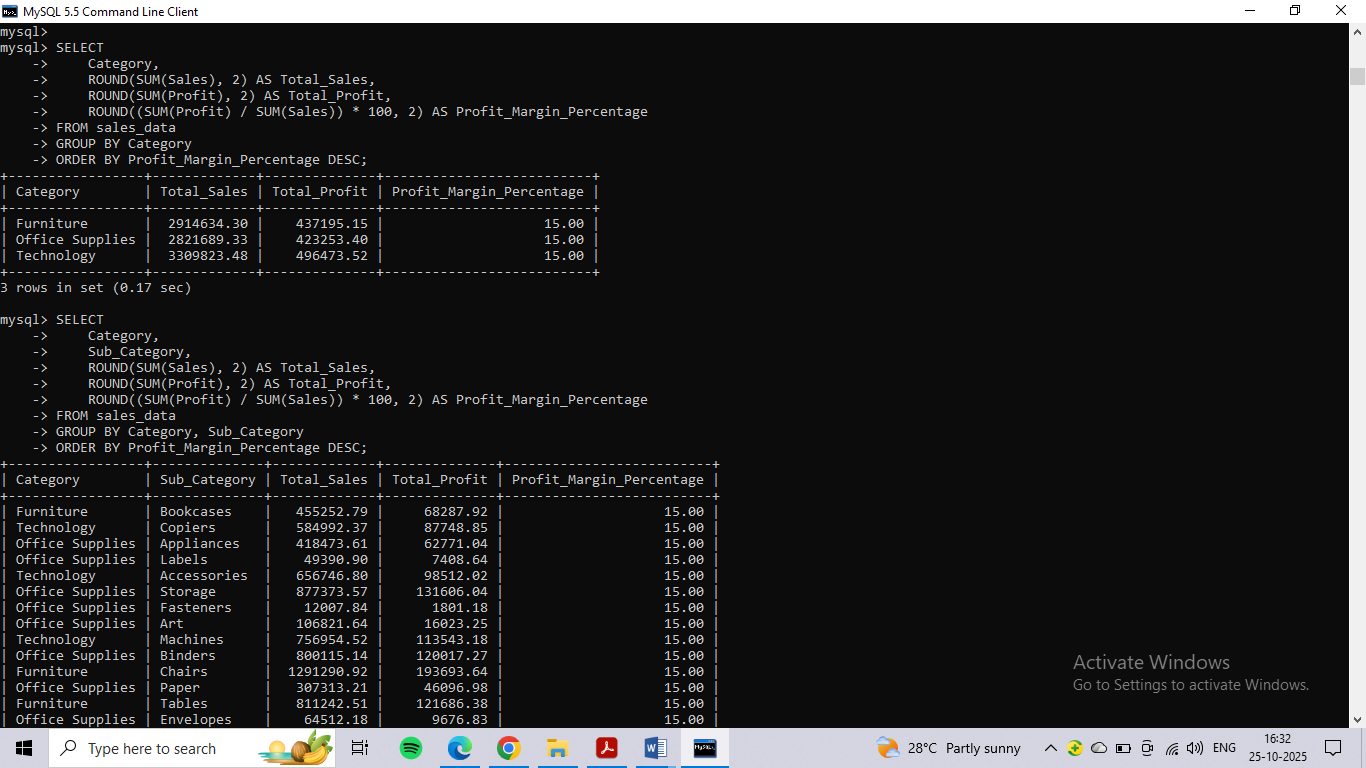 MySQL 5.5 Command Line Client
mysql>
mysql> SELECT
    ->     Category,
    ->     ROUND(SUM(Sales), 2) AS Total_Sales,
    ->     ROUND(SUM(Profit), 2) AS Total_Profit,
    ->     ROUND((SUM(Profit) / SUM(Sales)) * 100, 2) AS Profit_Margin_Percentage
    -> FROM sales_data
    -> GROUP BY Category
    -> ORDER BY Profit_Margin_Percentage DESC;
+-----------------+-------------+--------------+--------------------------+
| Category        | Total_Sales | Total_Profit | Profit_Margin_Percentage |
+-----------------+-------------+--------------+--------------------------+
| Furniture       |  2914634.30 |    437195.15 |                    15.00 |
| Office Supplies |  2821689.33 |    423253.40 |                    15.00 |
| Technology      |  3309823.48 |    496473.52 |                    15.00 |
+-----------------+-------------+--------------+--------------------------+
3 rows in set (0.17 sec)
mysql> SELECT
    ->     Category,
    ->     Sub_Category,
    ->     ROUND(SUM(Sales), 2) AS Total_Sales,
    ->     ROUND(SUM(Profit), 2) AS Total_Profit,
    ->     ROUND((SUM(Profit) / SUM(Sales)) * 100, 2) AS Profit_Margin_Percentage
    -> FROM sales_data
    -> GROUP BY Category, Sub_Category
    -> ORDER BY Profit_Margin_Percentage DESC;
+-----------------+--------------+-------------+--------------+--------------------------+
| Category        | Sub_Category | Total_Sales | Total_Profit | Profit_Margin_Percentage |
+-----------------+--------------+-------------+--------------+--------------------------+
| Furniture       | Bookcases    |   455252.79 |     68287.92 |                    15.00 |
| Technology      | Copiers      |   584992.37 |     87748.85 |                    15.00 |
| Office Supplies | Appliances   |   418473.61 |     62771.04 |                    15.00 |
| Office Supplies | Labels       |    49390.90 |      7408.64 |                    15.00 |
| Technology      | Accessories  |   656746.80 |     98512.02 |                    15.00 |
| Office Supplies | Storage      |   877373.57 |    131606.04 |                    15.00 |
| Office Supplies | Fasteners    |    12007.84 |      1801.18 |                    15.00 |
| Office Supplies | Art          |   106821.64 |     16023.25 |                    15.00 |
| Technology      | Machines     |   756954.52 |    113543.18 |                    15.00 |
| Office Supplies | Binders      |   800115.14 |    120017.27 |                    15.00 |
| Furniture       | Chairs       |  1291290.92 |    193693.64 |                    15.00 |
| Office Supplies | Paper        |   307313.21 |     46096.98 |                    15.00 |
| Furniture       | Tables       |   811242.51 |    121686.38 |                    15.00 |
| Office Supplies | Envelopes    |    64512.18 |      9676.83 |                    15.00 |
Activate Windows
Go to Settings to activate Windows.
Type here to search
28°C Partly sunny
ENG
16:32
25-10-2025